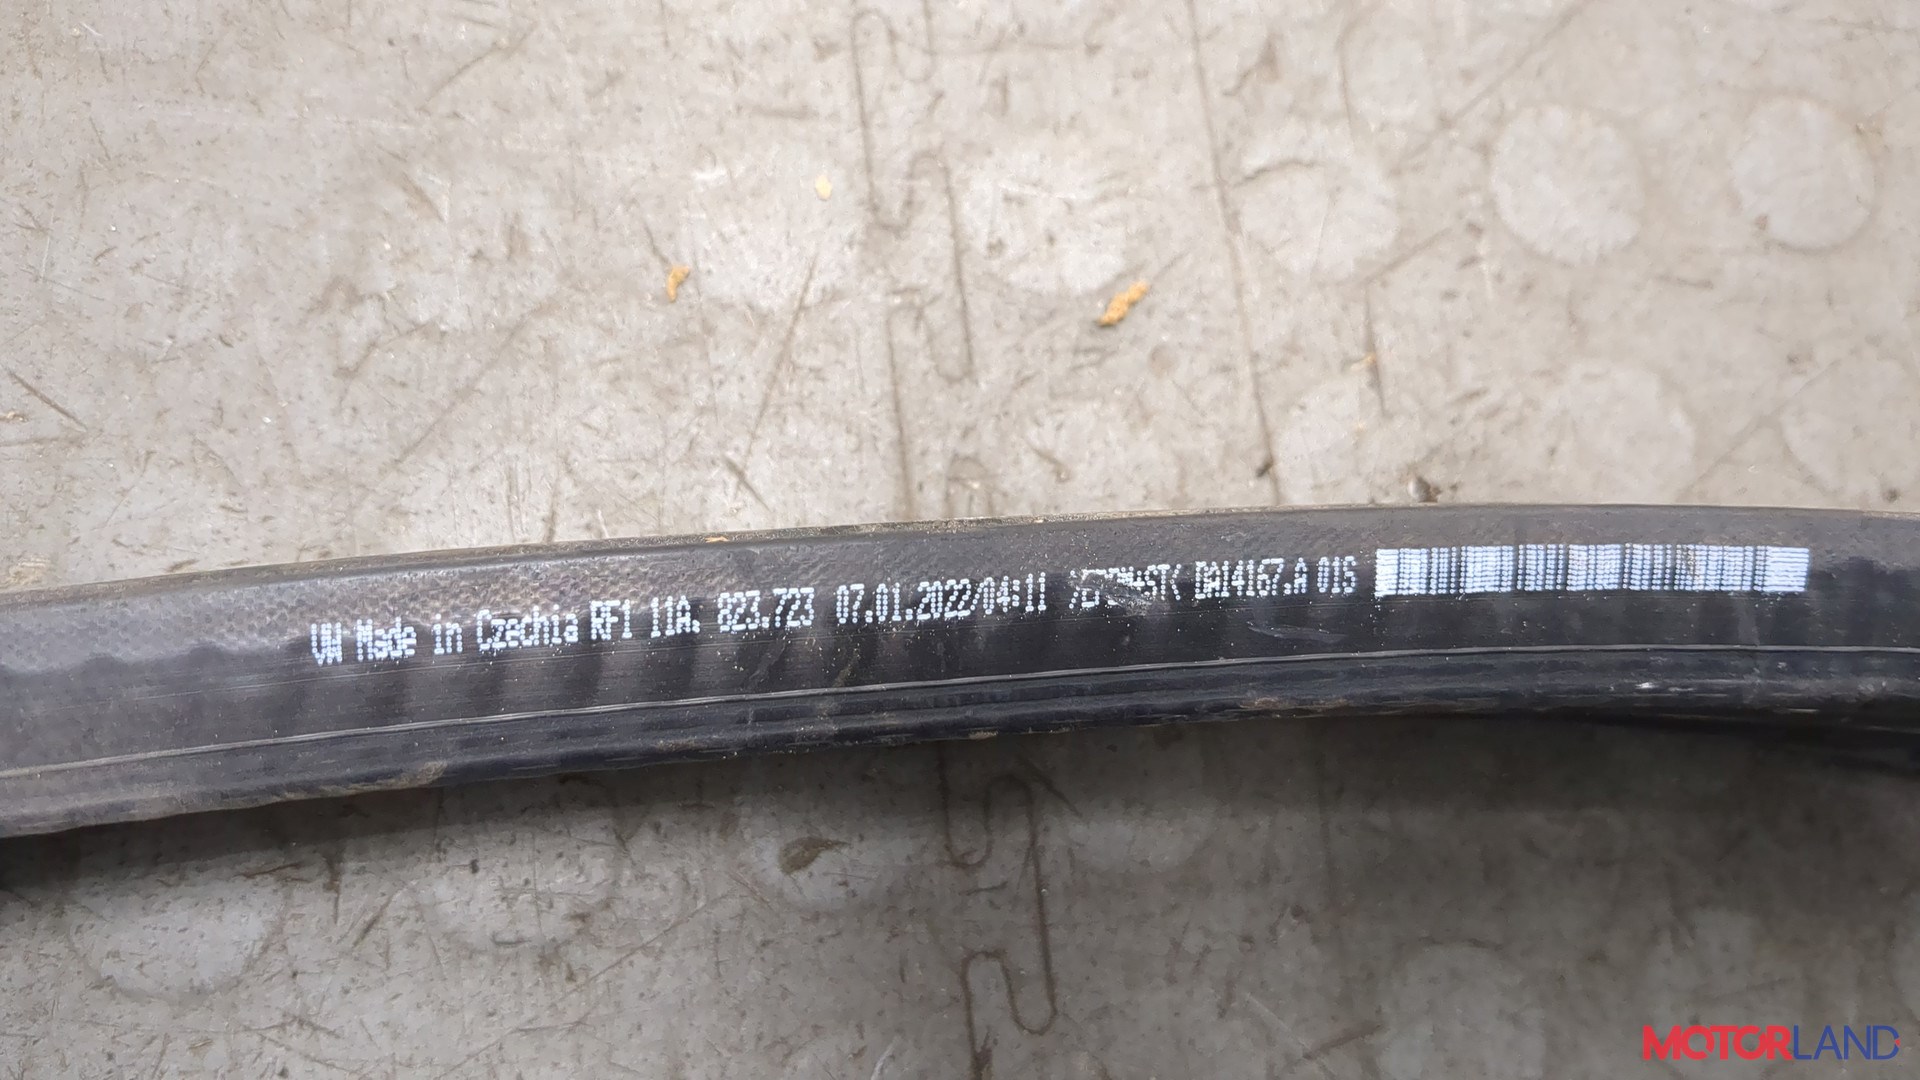 VW Made in Czechia RF1 11A. 823.723 07.01.2022/04:11 DA14167.A 01S
MOTORLAND